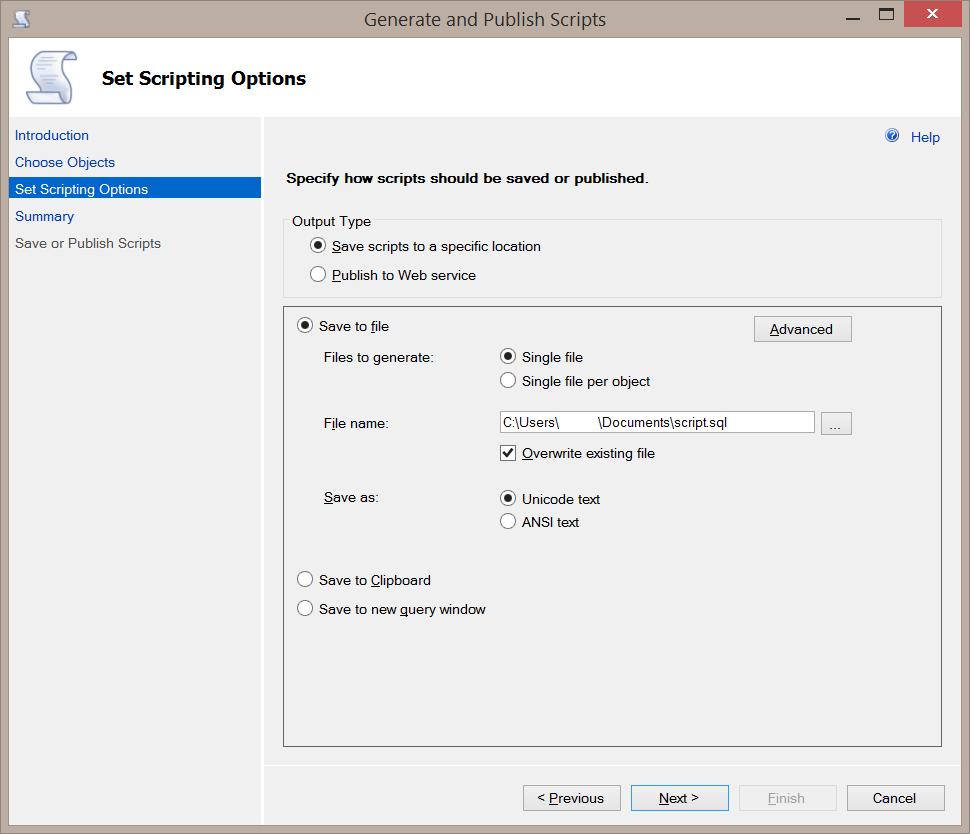 Generate and Publish Scripts
Set Scripting Options
Introduction
Choose Objects
Set Scripting Options
Summary
Save or Publish Scripts
Help
Specify how scripts should be saved or published.
Output Type
Save scripts to a specific location
Publish to Web service
Save to file
Advanced
Files to generate:
Single file
Single file per object
File name:
C:\Users\ \Documents\script.sql
...
Overwrite existing file
Save as:
Unicode text
ANSI text
Save to Clipboard
Save to new query window
< Previous
Next >
Finish
Cancel